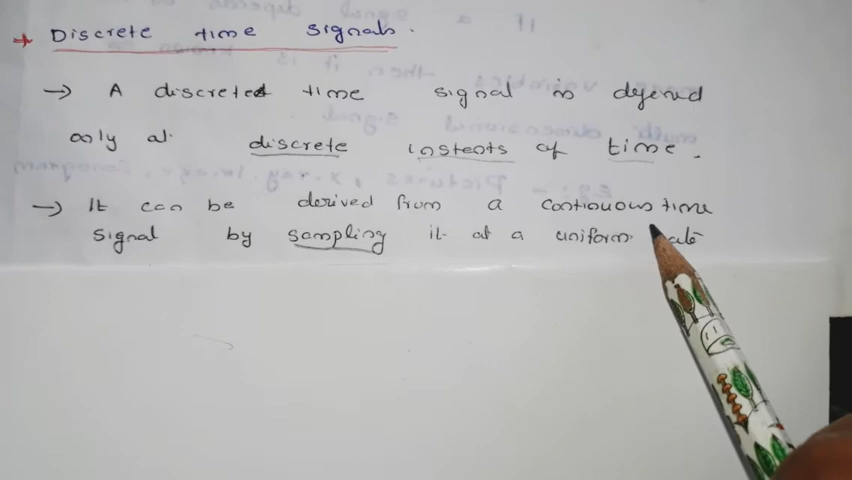 → Discrete time signals.
→ A discreted time signal is defined
only at discrete instents of time.
→ It can be derived from a continuous time
signal by sampling it at a uniform